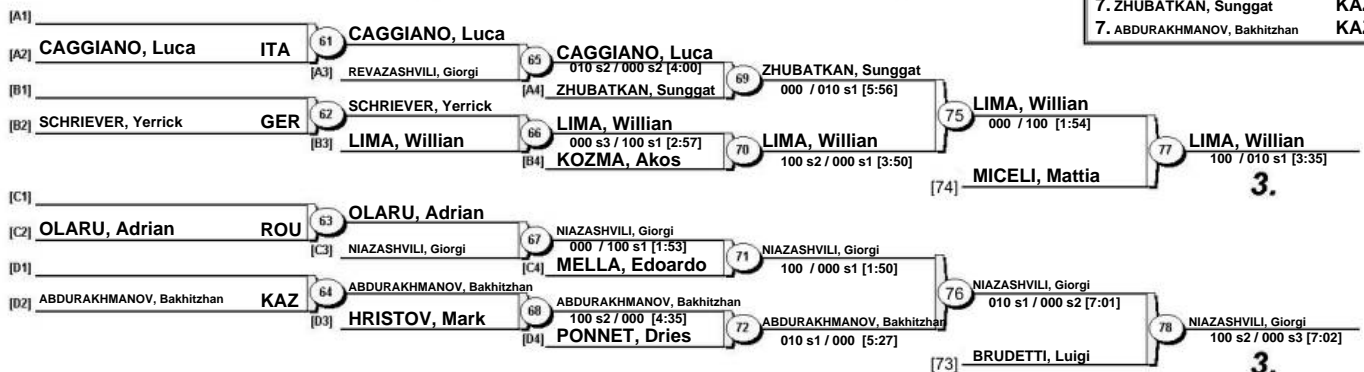 7. ZHUBATKAN, Sunggat KAZ
7. ABDURAKHMANOV, Bakhitzhan KAZ
[A1]
[A2] CAGGIANO, Luca ITA
61 CAGGIANO, Luca
[A3] REVAZASHVILI, Giorgi
65 CAGGIANO, Luca
010 s2 / 000 s2 [4:00]
[A4] ZHUBATKAN, Sunggat
69 ZHUBATKAN, Sunggat
000 / 010 s1 [5:56]
[B1]
[B2] SCHRIEVER, Yerrick GER
62 SCHRIEVER, Yerrick
[B3] LIMA, Willian
66 LIMA, Willian
000 s3 / 100 s1 [2:57]
[B4] KOZMA, Akos
70 LIMA, Willian
100 s2 / 000 s1 [3:50]
75 LIMA, Willian
000 / 100 [1:54]
[74] MICELI, Mattia
77 LIMA, Willian
100 / 010 s1 [3:35]
3.
[C1]
[C2] OLARU, Adrian ROU
63 OLARU, Adrian
[C3] NIAZASHVILI, Giorgi
67 NIAZASHVILI, Giorgi
000 / 100 s1 [1:53]
[C4] MELLA, Edoardo
71 NIAZASHVILI, Giorgi
100 / 000 s1 [1:50]
[D1]
[D2] ABDURAKHMANOV, Bakhitzhan KAZ
64 ABDURAKHMANOV, Bakhitzhan
[D3] HRISTOV, Mark
68 ABDURAKHMANOV, Bakhitzhan
100 s2 / 000 [4:35]
[D4] PONNET, Dries
72 ABDURAKHMANOV, Bakhitzhan
010 s1 / 000 [5:27]
76 NIAZASHVILI, Giorgi
010 s1 / 000 s2 [7:01]
[73] BRUDETTI, Luigi
78 NIAZASHVILI, Giorgi
100 s2 / 000 s3 [7:02]
3.